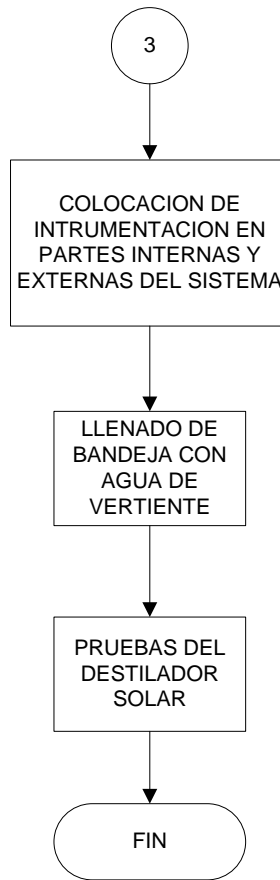 3
COLOCACION DE
INTRUMENTACION EN
PARTES INTERNAS Y
EXTERNAS DEL SISTEMA
LLENADO DE
BANDEJA CON
AGUA DE
VERTIENTE
PRUEBAS DEL
DESTILADOR
SOLAR
FIN